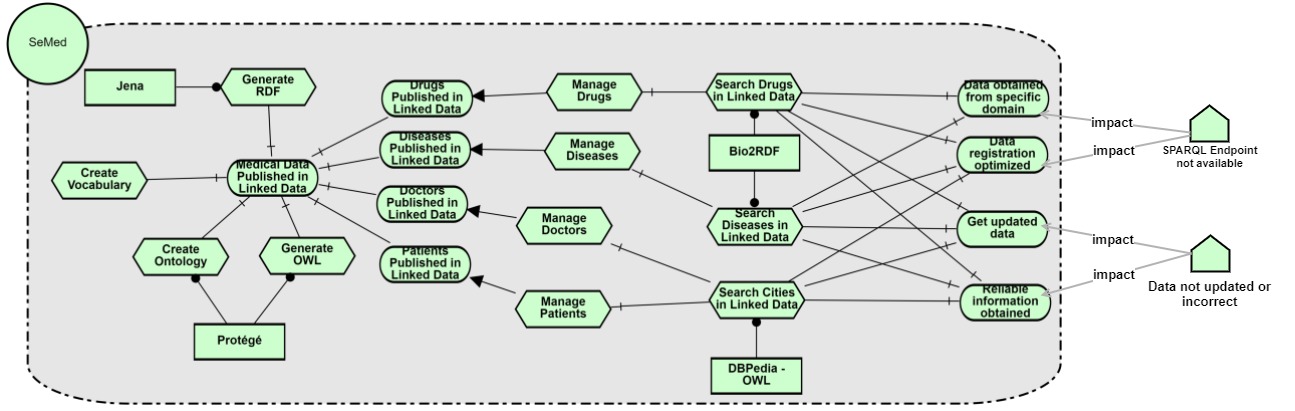 SeMed
Jena
Generate
RDF
Create
Vocabulary
Medical Data
Published in
Linked Data
Create
Ontology
Generate
OWL
Protégé
Drugs
Published in
Linked Data
Diseases
Published in
Linked Data
Doctors
Published in
Linked Data
Patients
Published in
Linked Data
Manage
Drugs
Manage
Diseases
Manage
Doctors
Manage
Patients
Search Drugs
in Linked Data
Bio2RDF
Search
Diseases in
Linked Data
Search Cities
in Linked Data
DBPedia -
OWL
Data obtained
from specific
domain
Data
registration
optimized
Get updated
data
Reliable
information
obtained
impact
impact
SPARQL Endpoint
not available
impact
impact
Data not updated or
incorrect